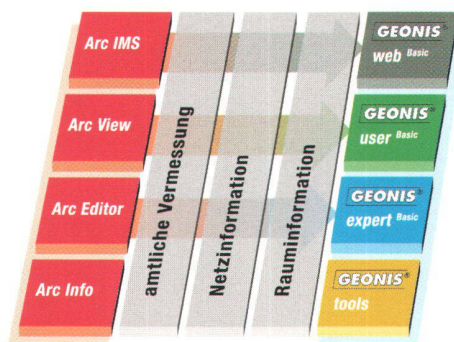 Arc IMS
GEONIS
web Basic
Arc View
GEONIS®
user Basic
Arc Editor
GEONIS®
expert Basic
Arc Info
GEONIS®
tools
amtliche Vermessung
Netzinformation
Rauminformation